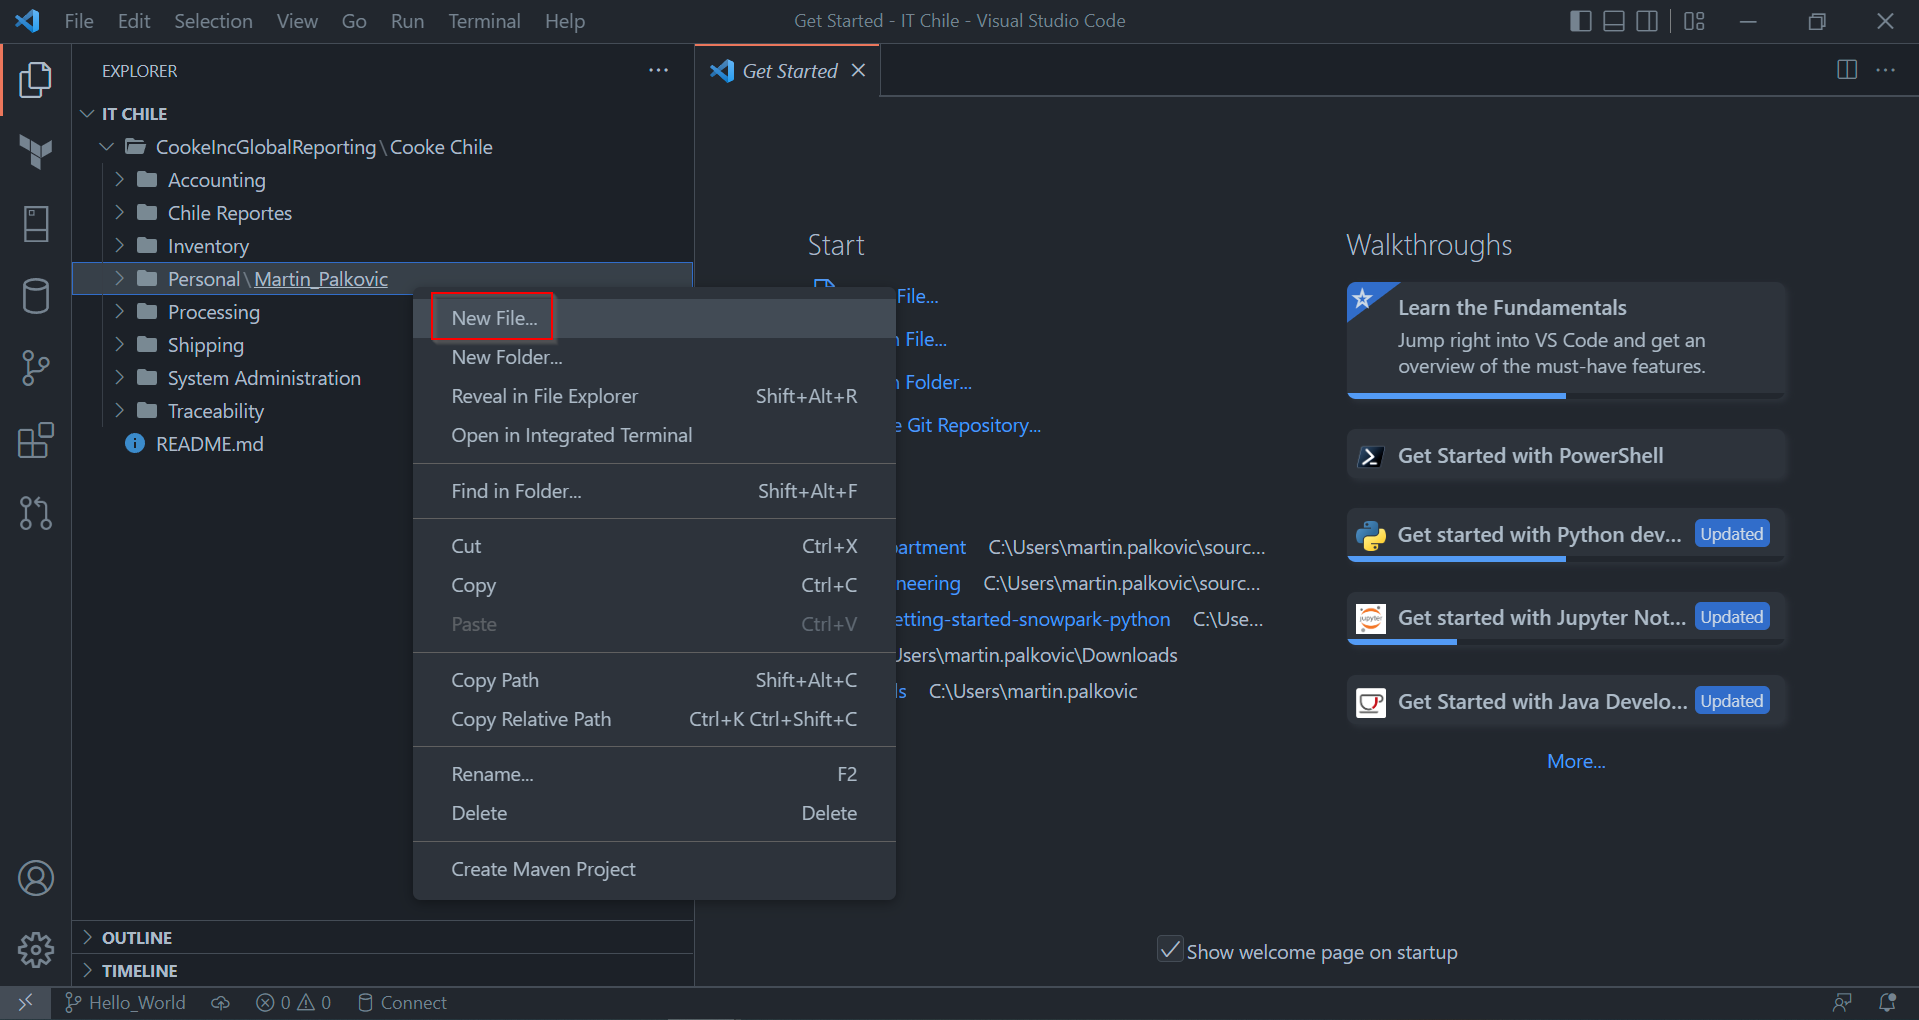 File Edit Selection View Go Run Terminal Help
Get Started - IT Chile - Visual Studio Code
EXPLORER
Get Started
IT CHILE
CookeIncGlobalReporting\Cooke Chile
Accounting
Chile Reportes
Inventory
Personal\Martin_Palkovic
Processing
Shipping
System Administration
Traceability
README.md
New File...
New Folder...
Reveal in File Explorer Shift+Alt+R
Open in Integrated Terminal
Find in Folder... Shift+Alt+F
Cut Ctrl+X
Copy Ctrl+C
Paste Ctrl+V
Copy Path Shift+Alt+C
Copy Relative Path Ctrl+K Ctrl+Shift+C
Rename... F2
Delete Delete
Create Maven Project
Start
File...
File...
Folder...
Git Repository...
C:\Users\martin.palkovic\sourc...
C:\Users\martin.palkovic\sourc...
etting-started-snowpark-python C:\Use...
Users\martin.palkovic\Downloads
C:\Users\martin.palkovic
Walkthroughs
Learn the Fundamentals
Jump right into VS Code and get an
overview of the must-have features.
Get Started with PowerShell
Get started with Python dev... Updated
Get started with Jupyter Not... Updated
Get Started with Java Develo... Updated
More...
Show welcome page on startup
OUTLINE
TIMELINE
Hello_World 0 0 Connect